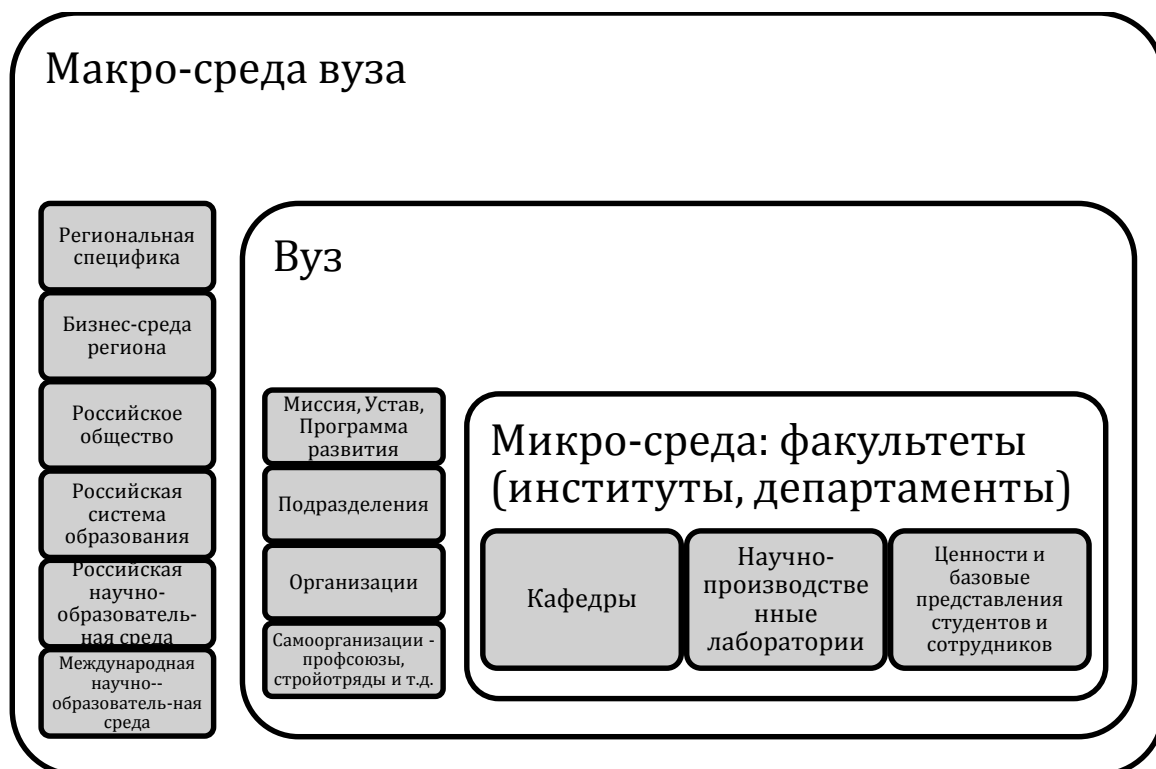 Макро-среда вуза
Региональная
специфика
Бизнес-среда
региона
Российское
общество
Российская
система
образования
Российская
научно-
образователь-
ная среда
Международная
научно--
образователь-ная
среда
Вуз
Миссия, Устав,
Программа
развития
Подразделения
Организации
Самоорганизации -
профсоюзы,
стройотряды и т.д.
Микро-среда: факультеты
(институты, департаменты)
Кафедры
Научно-
производстве
нные
лаборатории
Ценности и
базовые
представления
студентов и
сотрудников